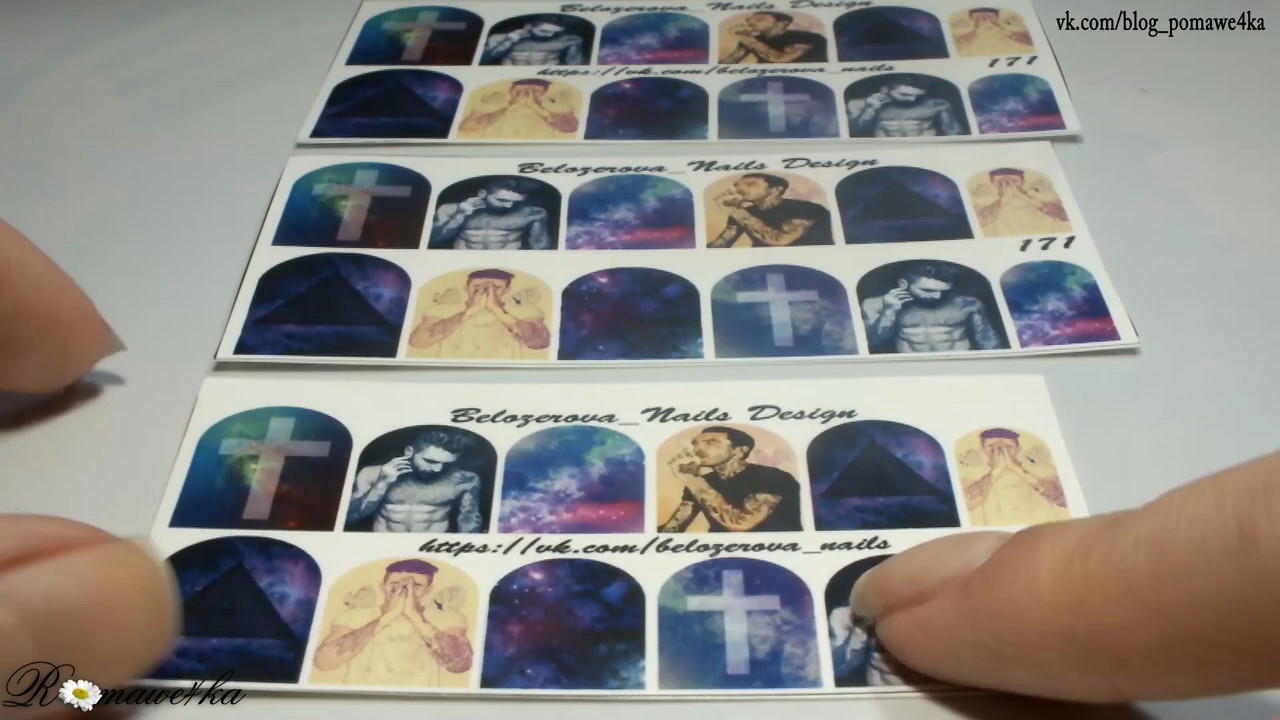 vk.com/blog_pomawe4ka
Belozerova_Nails Design
171
https://vk.com/belozerova_nails
Belozerova_Nails Design
171
Belozerova_Nails Design
https://vk.com/belozerova_nails
Romawe4ka